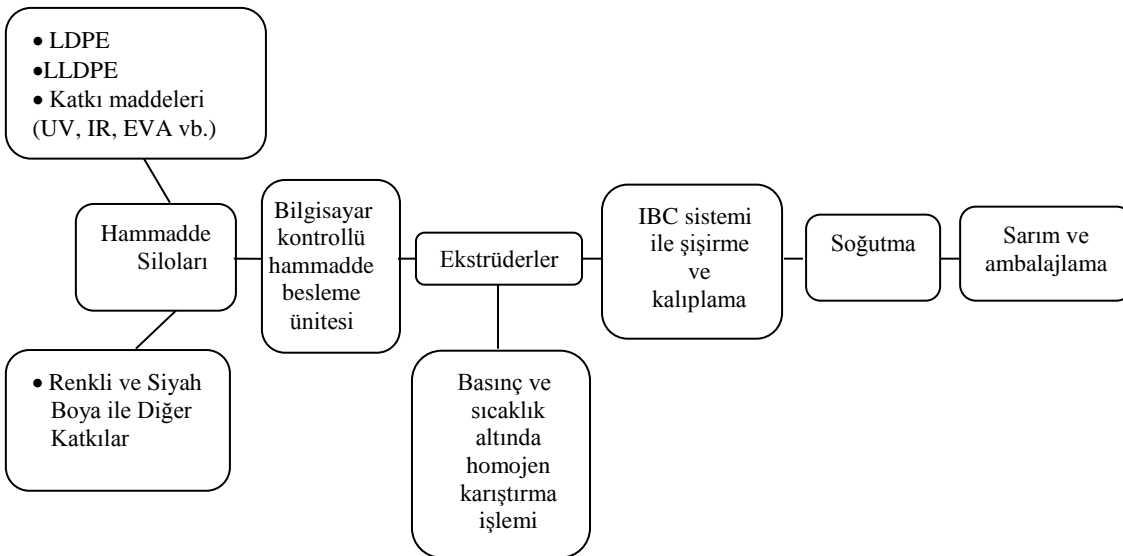 • LDPE
•LLDPE
• Katkı maddeleri
(UV, IR, EVA vb.)
Hammadde
Siloları
• Renkli ve Siyah
Boya ile Diğer
Katkılar
Bilgisayar
kontrollü
hammadde
besleme
ünitesi
Ekstrüderler
Basınç ve
sıcaklık
altında
homojen
karıştırma
işlemi
IBC sistemi
ile şişirme
ve
kalıplama
Soğutma
Sarım ve
ambalajlama